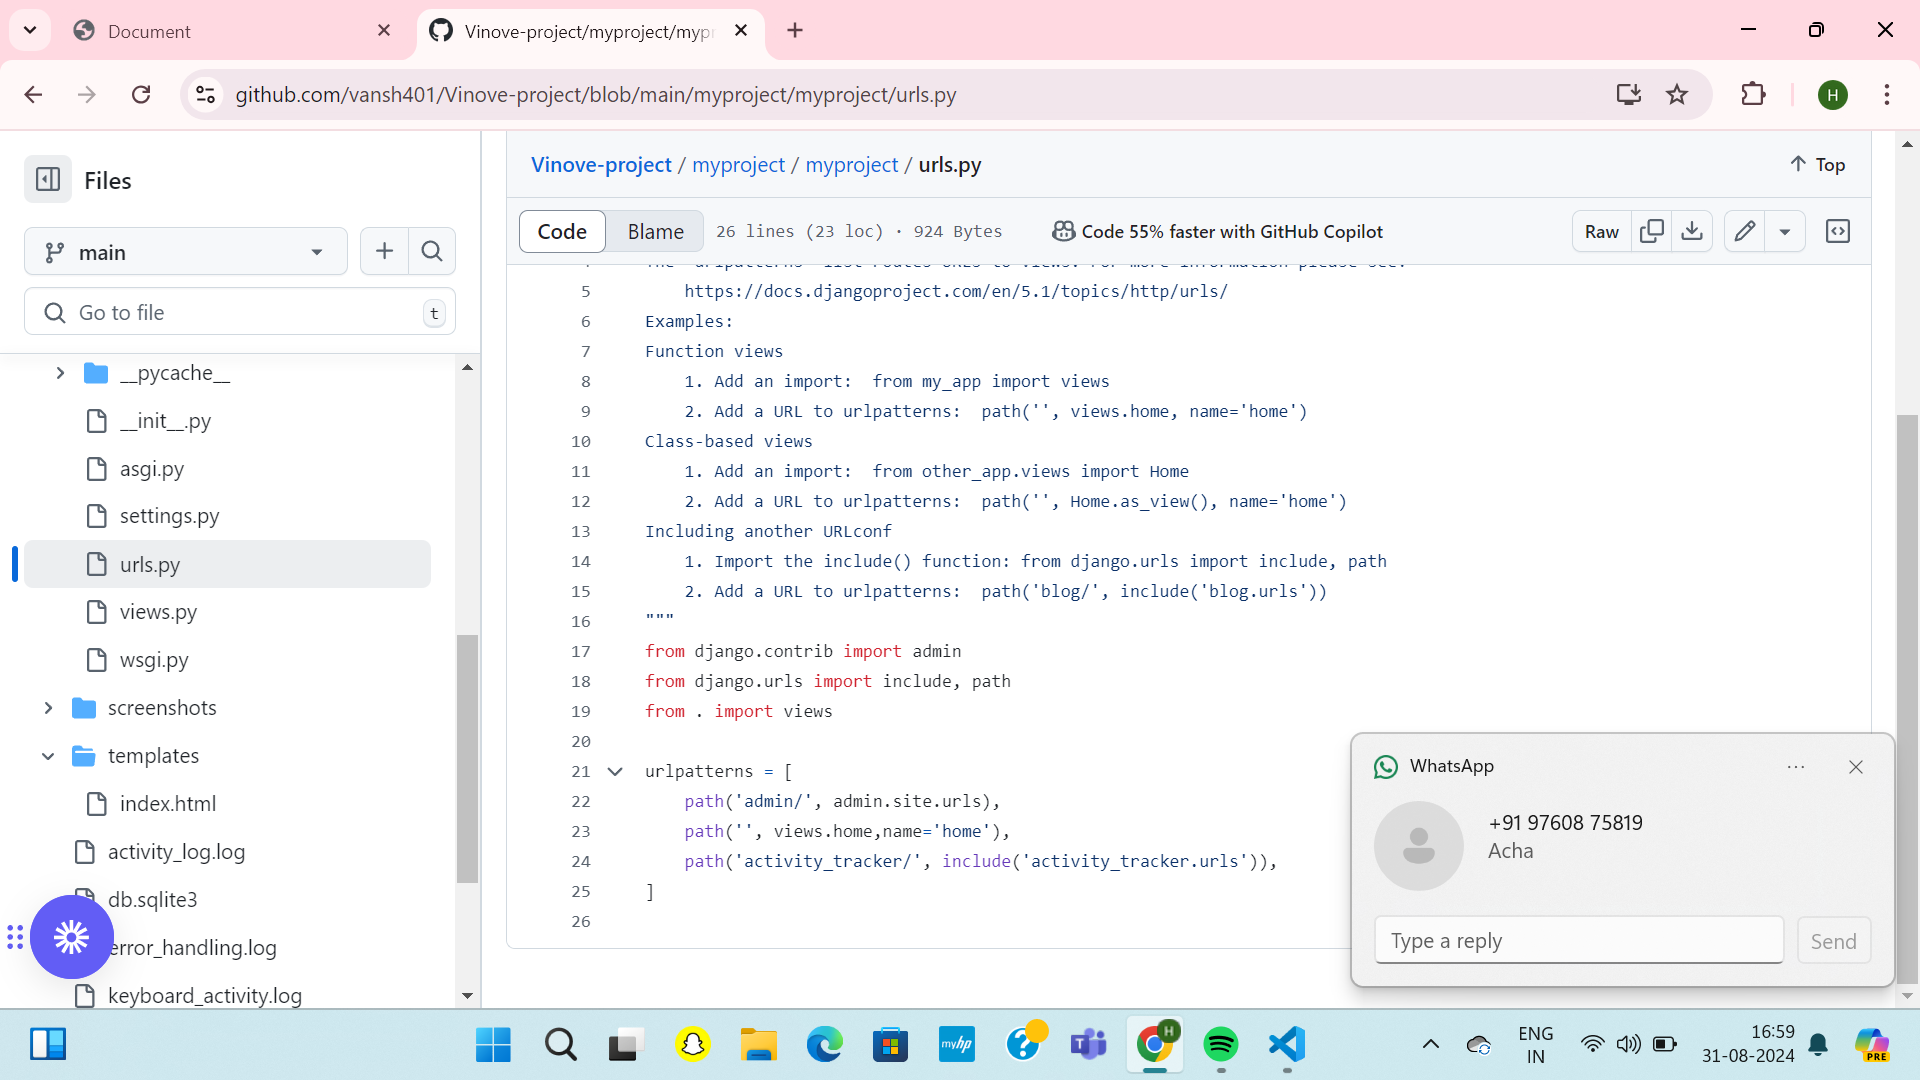 Document
Vinove-project/myproject/mypr
github.com/vansh401/Vinove-project/blob/main/myproject/myproject/urls.py
H
Files
main
Go to file
t
__pycache__
__init__.py
asgi.py
settings.py
urls.py
views.py
wsgi.py
screenshots
templates
index.html
activity_log.log
db.sqlite3
error_handling.log
keyboard_activity.log
Vinove-project / myproject / myproject / urls.py
Top
Code
Blame
26 lines (23 loc) · 924 Bytes
Code 55% faster with GitHub Copilot
Raw
5 https://docs.djangoproject.com/en/5.1/topics/http/urls/
6 Examples:
7 Function views
8 1. Add an import:  from my_app import views
9 2. Add a URL to urlpatterns:  path('', views.home, name='home')
10 Class-based views
11 1. Add an import:  from other_app.views import Home
12 2. Add a URL to urlpatterns:  path('', Home.as_view(), name='home')
13 Including another URLconf
14 1. Import the include() function: from django.urls import include, path
15 2. Add a URL to urlpatterns:  path('blog/', include('blog.urls'))
16 """
17 from django.contrib import admin
18 from django.urls import include, path
19 from . import views
20
21 urlpatterns = [
22 path('admin/', admin.site.urls),
23 path('', views.home,name='home'),
24 path('activity_tracker/', include('activity_tracker.urls')),
25 ]
26
WhatsApp
+91 97608 75819
Acha
Type a reply
Send
myhp
H
ENG
IN
16:59
31-08-2024
PRE